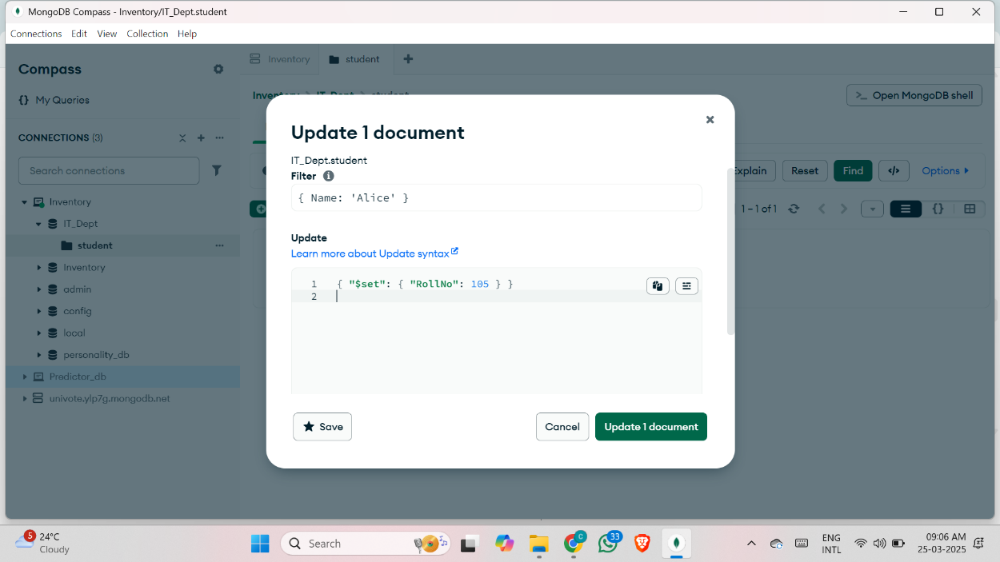 MongoDB Compass - Inventory/IT_Dept.student
Connections Edit View Collection Help
Compass
Inventory
student
My Queries
Inventory > IT_Dept > student
Open MongoDB shell
CONNECTIONS (3)
Search connections
Inventory
IT_Dept
student
Inventory
admin
config
local
personality_db
Predictor_db
univote.ylp7g.mongodb.net
Explain
Reset
Find
</>
Options
1 – 1 of 1
{}
Update 1 document
IT_Dept.student
Filter
{ Name: 'Alice' }
Update
Learn more about Update syntax
1 { "$set": { "RollNo": 105 } }
2
Save
Cancel
Update 1 document
5
24°C
Cloudy
Search
C
33
ENG
INTL
09:06 AM
25-03-2025